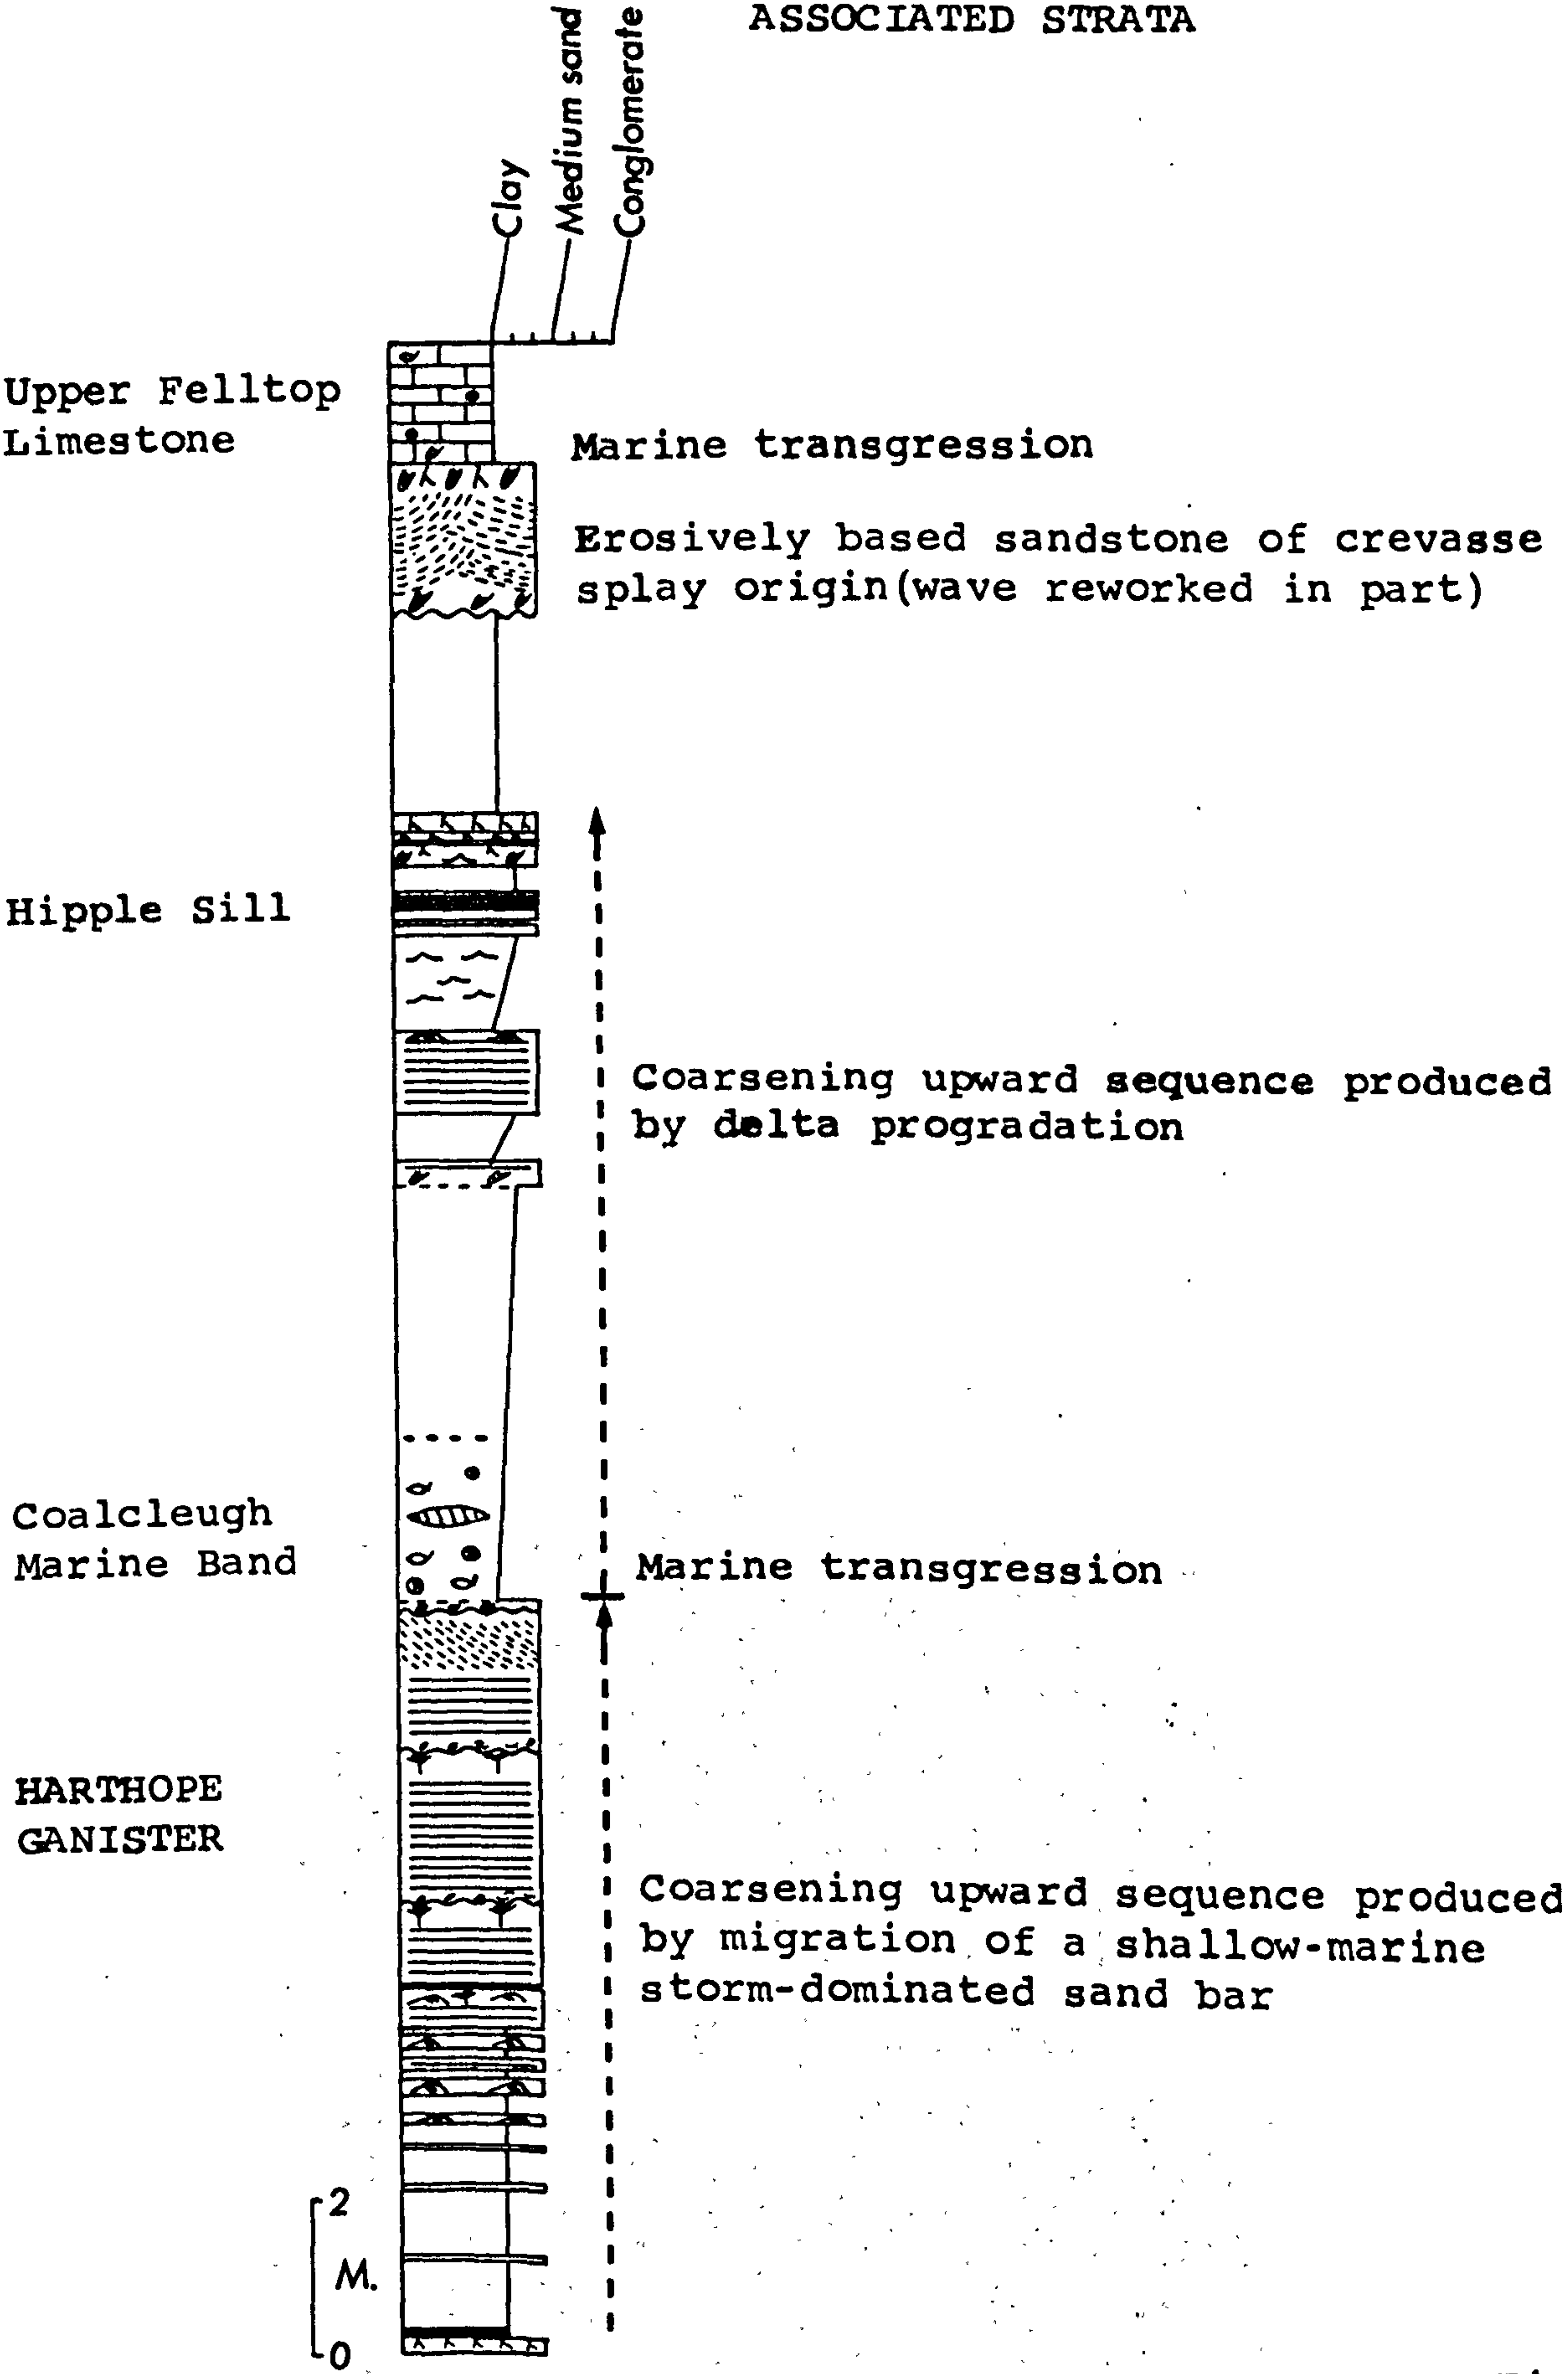 ASSOCIATED STRATA
Clay
Medium sand
Conglomerate
Upper Felltop
Limestone
Marine transgression
Erosively based sandstone of crevasse
splay origin(wave reworked in part)
Hipple Sill
Coarsening upward sequence produced
by delta progradation
Coalcleugh
Marine Band
Marine transgression
HARTHOPE
GANISTER
Coarsening upward sequence produced
by migration of a shallow-marine
storm-dominated sand bar
2
M.
0